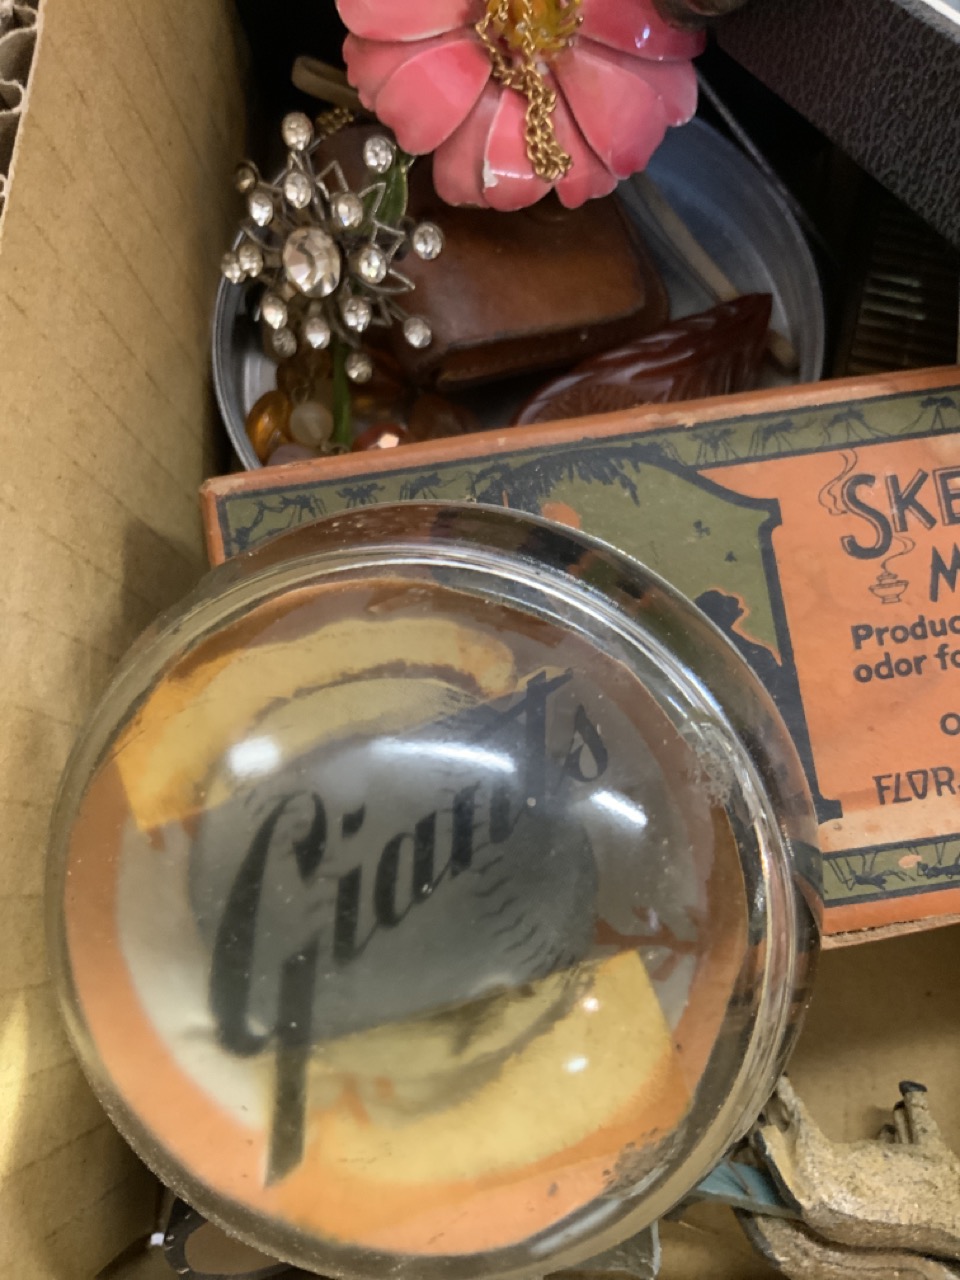 SKE
M
Produc
odor fo
O
FLOR
Giants